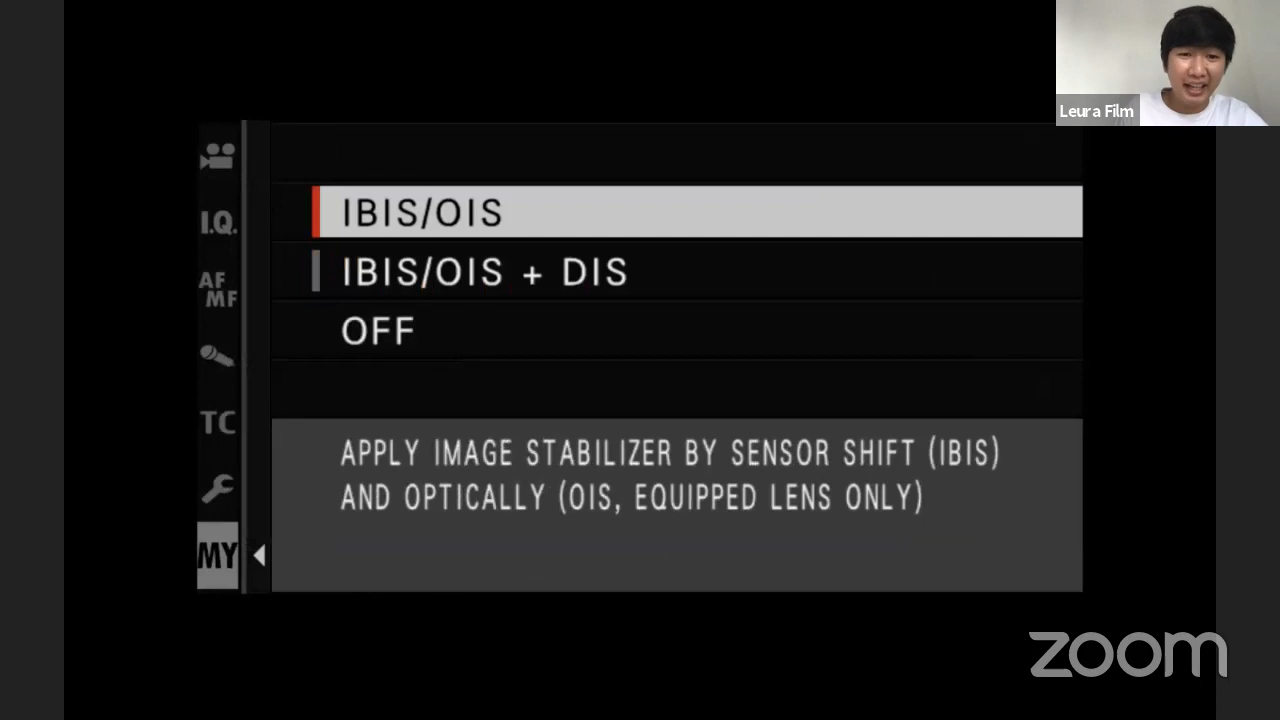 Leura Film
I.Q.
AF
MF
TC
MY
IBIS/OIS
IBIS/OIS + DIS
OFF
APPLY IMAGE STABILIZER BY SENSOR SHIFT (IBIS)
AND OPTICALLY (OIS, EQUIPPED LENS ONLY)
zoom